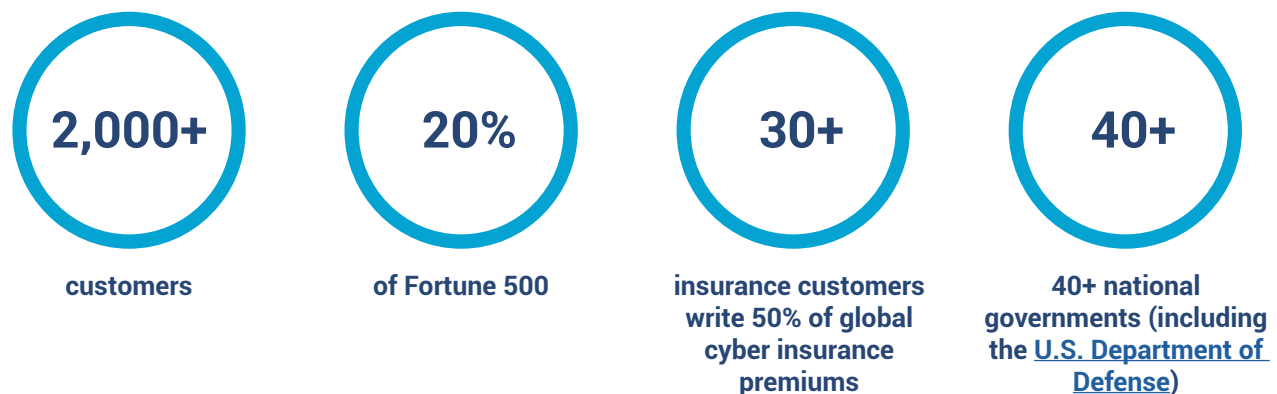 2,000+
customers
20%
of Fortune 500
30+
insurance customers
write 50% of global
cyber insurance
premiums
40+
40+ national
governments (including
the U.S. Department of
Defense)